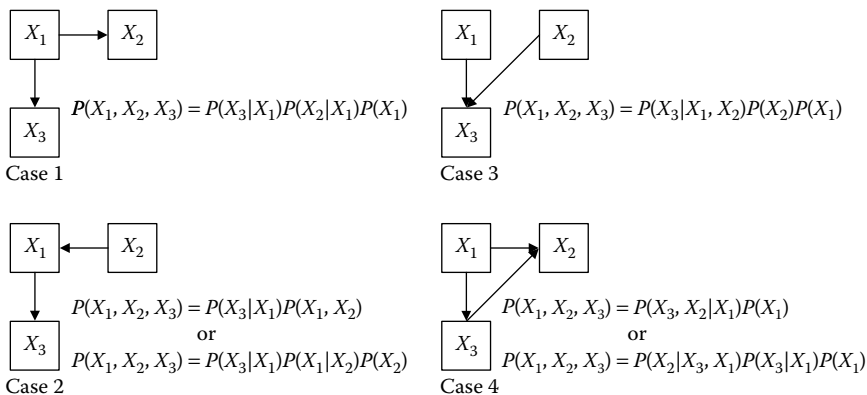 X₁
X₂
X₃
P(X₁, X₂, X₃) = P(X₃|X₁)P(X₂|X₁)P(X₁)
Case 1
X₁
X₂
X₃
P(X₁, X₂, X₃) = P(X₃|X₁, X₂)P(X₂)P(X₁)
Case 3
X₁
X₂
X₃
P(X₁, X₂, X₃) = P(X₃|X₁)P(X₁, X₂)
or
P(X₁, X₂, X₃) = P(X₃|X₁)P(X₁|X₂)P(X₂)
Case 2
X₁
X₂
X₃
P(X₁, X₂, X₃) = P(X₃, X₂|X₁)P(X₁)
or
P(X₁, X₂, X₃) = P(X₂|X₃, X₁)P(X₃|X₁)P(X₁)
Case 4